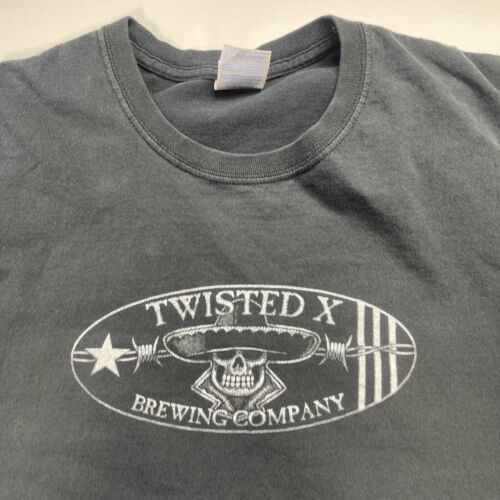 TWISTED X
BREWING COMPANY